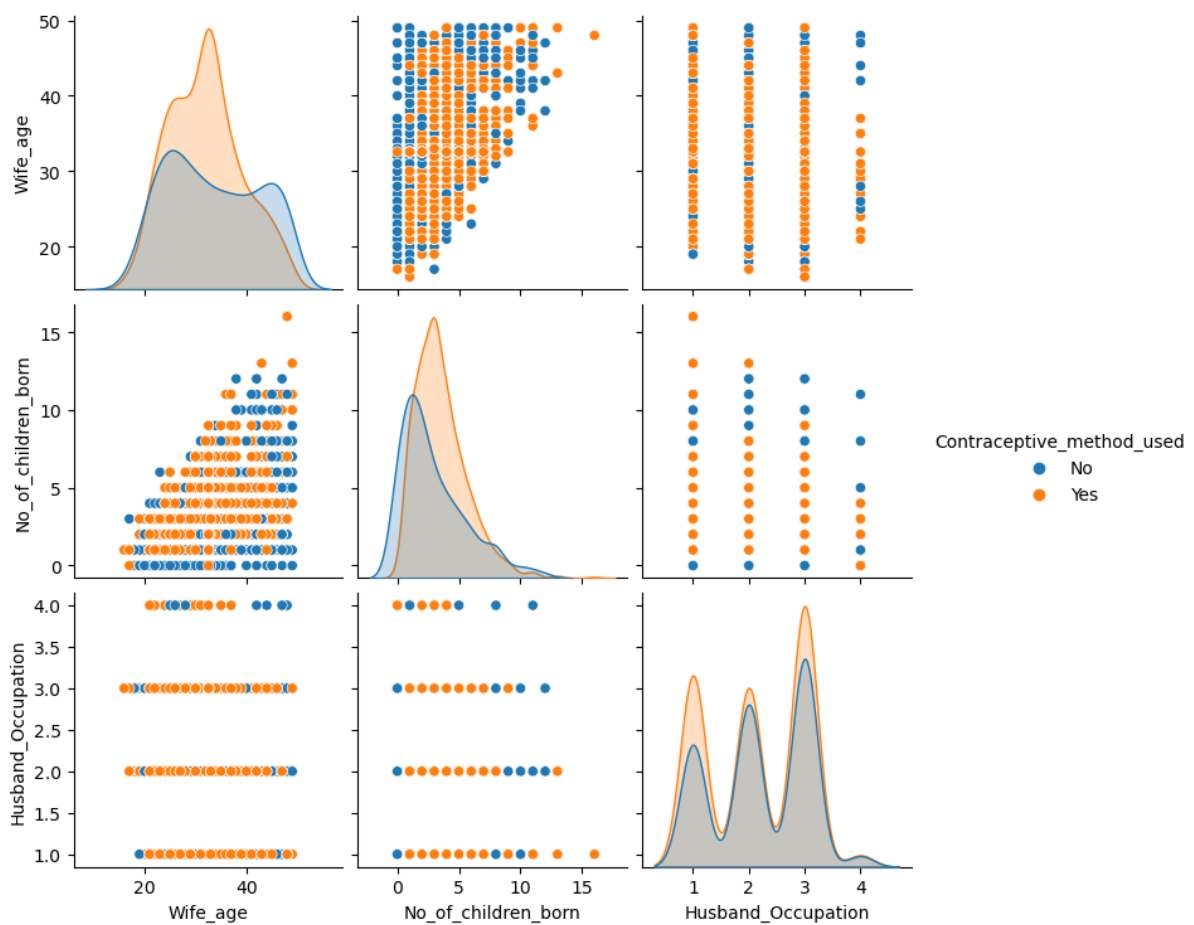 50
40
30
20
Wife_age
15
10
5
0
No_of_children_born
Contraceptive_method_used
No
Yes
4.0
3.5
3.0
2.5
2.0
1.5
1.0
Husband_Occupation
20 40
Wife_age
0 5 10 15
No_of_children_born
1 2 3 4
Husband_Occupation